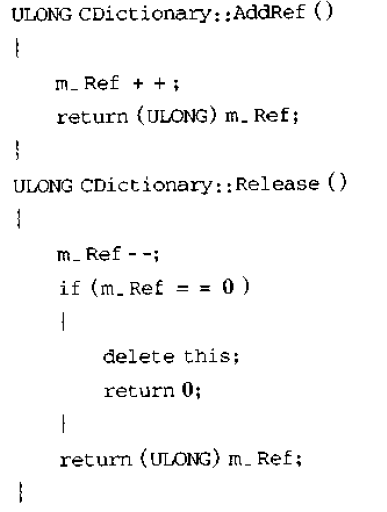 ULONG CDictionary::AddRef ()
{
m_Ref + + ;
return (ULONG) m_Ref;
}
ULONG CDictionary::Release ()
{
m_Ref - -;
if (m_Ref = = 0 )
{
delete this;
return 0;
}
return (ULONG) m_Ref;
}